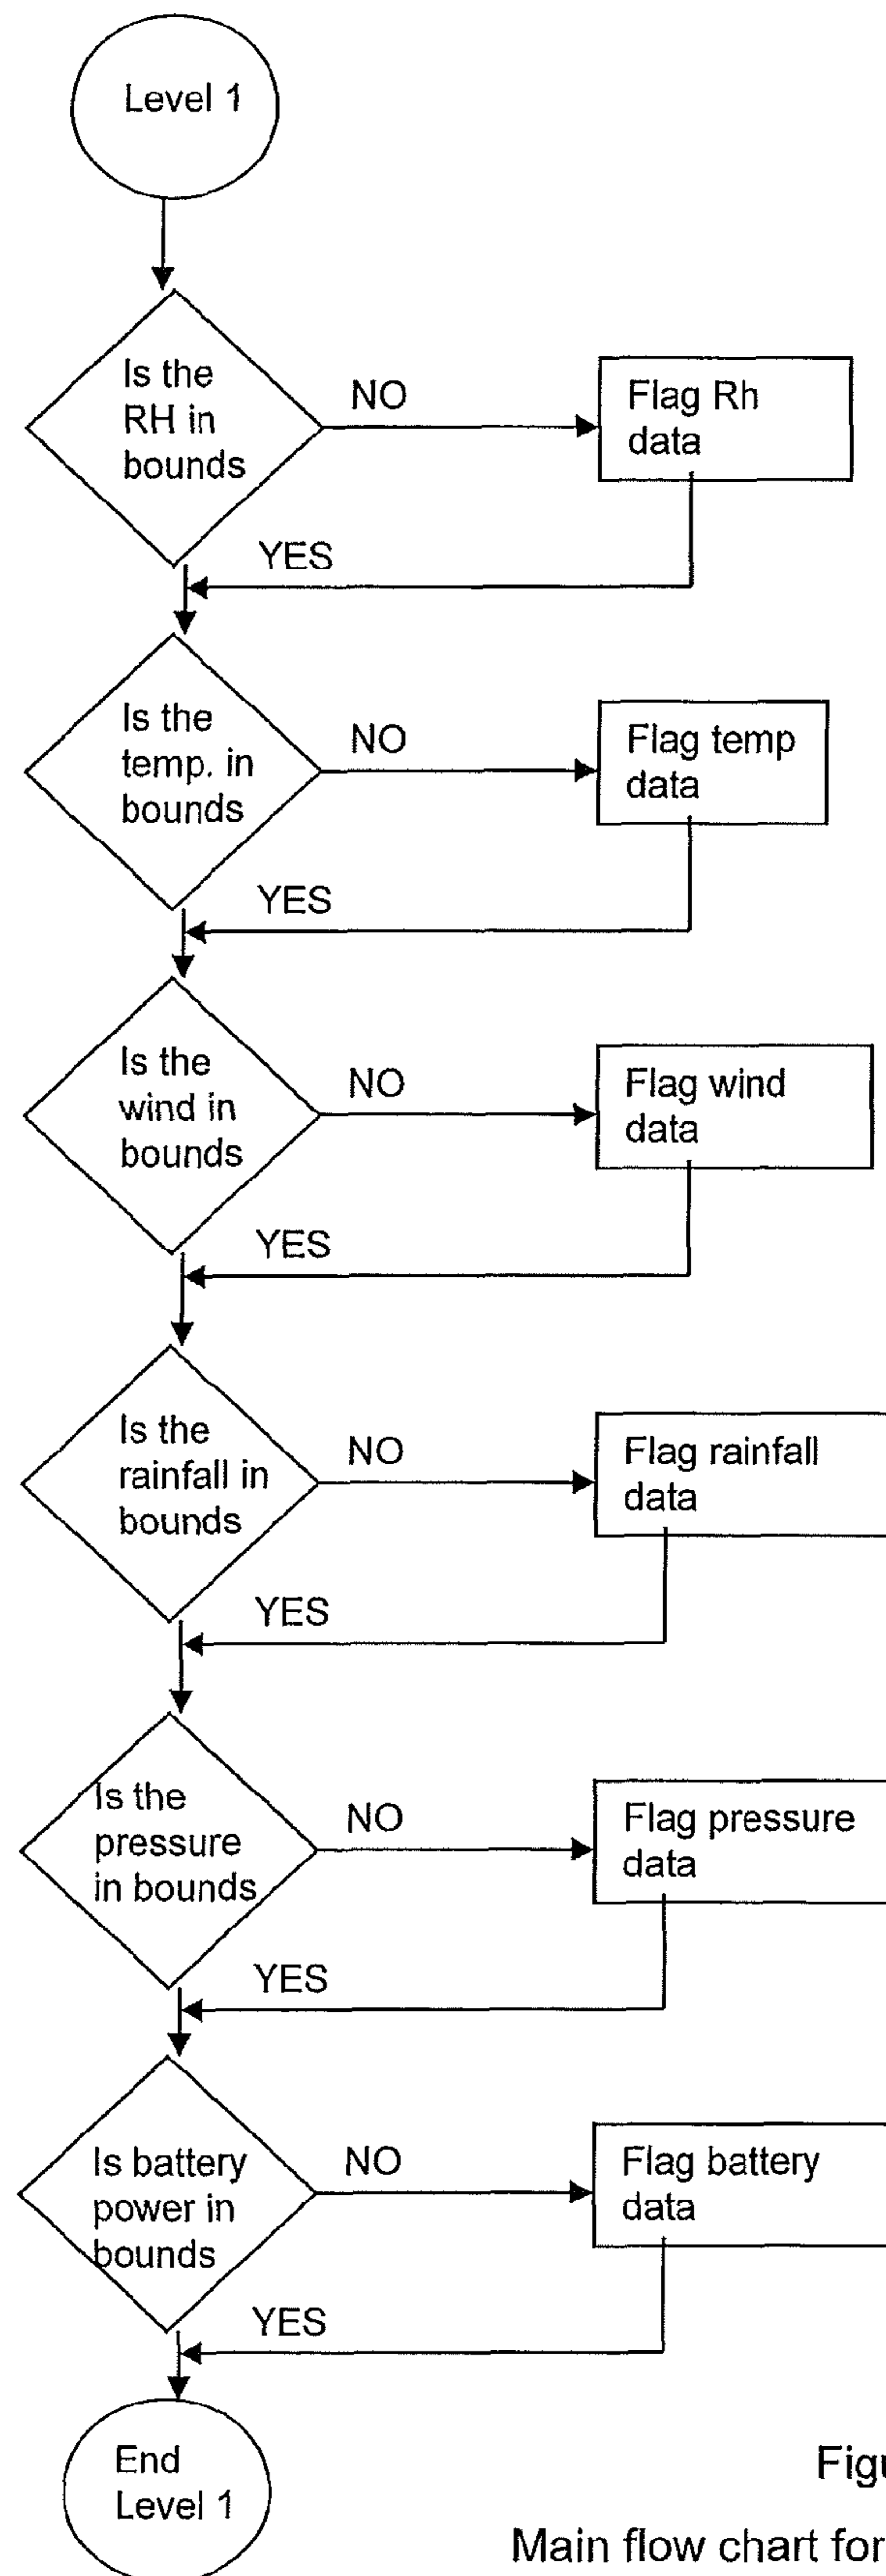 Level 1
Is the
RH in
bounds
NO
Flag Rh
data
YES
Is the
temp. in
bounds
NO
Flag temp
data
YES
Is the
wind in
bounds
NO
Flag wind
data
YES
Is the
rainfall in
bounds
NO
Flag rainfall
data
YES
Is the
pressure
in bounds
NO
Flag pressure
data
YES
Is battery
power in
bounds
NO
Flag battery
data
YES
End
Level 1
Main flow chart for